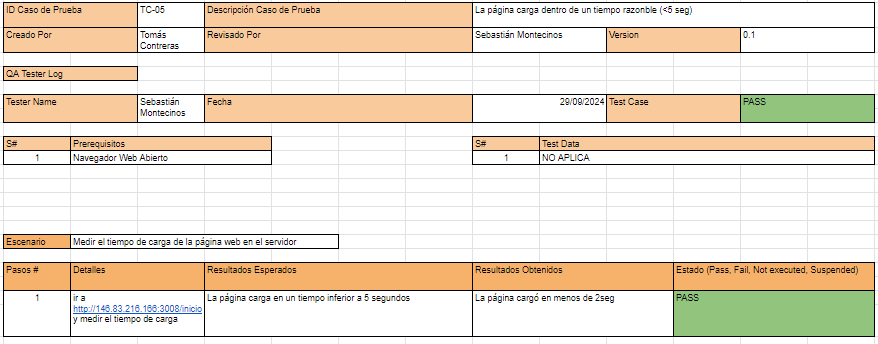 ID Caso de Prueba TC-05 Descripción Caso de Prueba La página carga dentro de un tiempo razonble (<5 seg)
Creado Por Tomás Contreras Revisado Por Sebastián Montecinos Version 0.1
QA Tester Log
Tester Name Sebastián Montecinos Fecha 29/09/2024 Test Case PASS
S# Prerequisitos S# Test Data
1 Navegador Web Abierto 1 NO APLICA
Escenario Medir el tiempo de carga de la página web en el servidor
Pasos # Detalles Resultados Esperados Resultados Obtenidos Estado (Pass, Fail, Not executed, Suspended)
1 ir a http://146.83.216.166:3008/inicio y medir el tiempo de carga La página carga en un tiempo inferior a 5 segundos La página cargó en menos de 2seg PASS